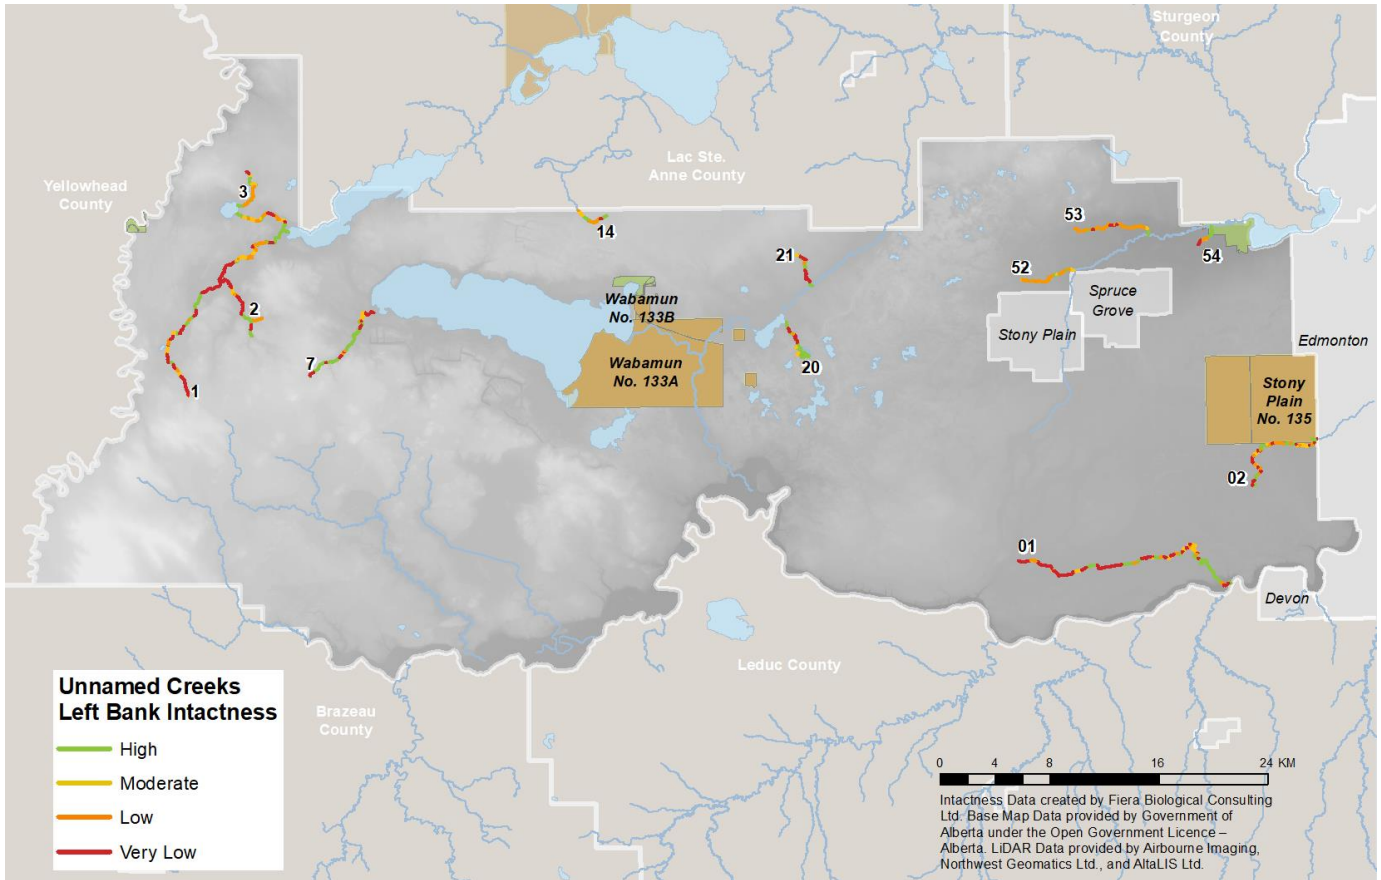 Sturgeon
County
Lac Ste.
Anne County
Yellowhead
County
3
14
53
54
21
52
2
Wabamun
No. 133B
Spruce
Grove
Stony Plain
Edmonton
7
Wabamun
No. 133A
20
1
Stony
Plain
No. 135
02
01
Devon
Leduc County
Brazeau
County
Unnamed Creeks
Left Bank Intactness
High
Moderate
Low
Very Low
0 4 8 16 24 KM
Intactness Data created by Fiera Biological Consulting
Ltd. Base Map Data provided by Government of
Alberta under the Open Government Licence –
Alberta. LiDAR Data provided by Airbourne Imaging,
Northwest Geomatics Ltd., and AltaLIS Ltd.